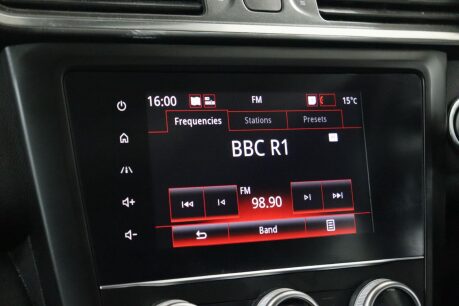 16:00 FM 15°C
Frequencies Stations Presets
BBC R1
FM
98.90
Band